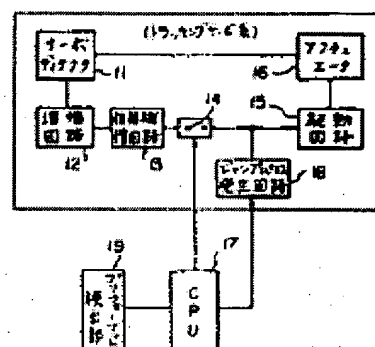 (トラッキングサーボ系)
サーボ
ディテクタ
11
アクチュ
エータ
16
増幅
回路
12
位相補
償回路
13
14
駆動
回路
15
ジャンプパルス
発生回路
18
17
CPU
19
検出部